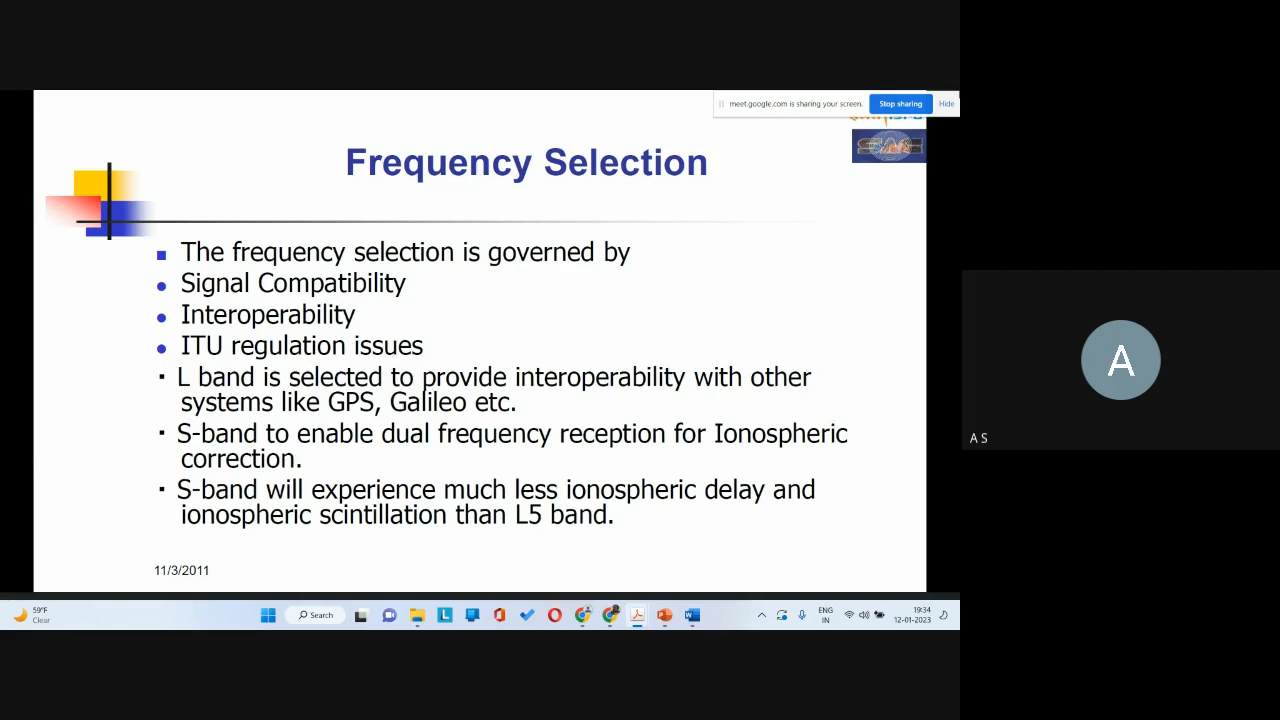 meet.google.com is sharing your screen.
Stop sharing
Hide
Frequency Selection
The frequency selection is governed by
Signal Compatibility
Interoperability
ITU regulation issues
L band is selected to provide interoperability with other
systems like GPS, Galileo etc.
S-band to enable dual frequency reception for Ionospheric
correction.
S-band will experience much less ionospheric delay and
ionospheric scintillation than L5 band.
11/3/2011
A
A S
59°F
Clear
Search
ENG
IN
19:34
12-01-2023